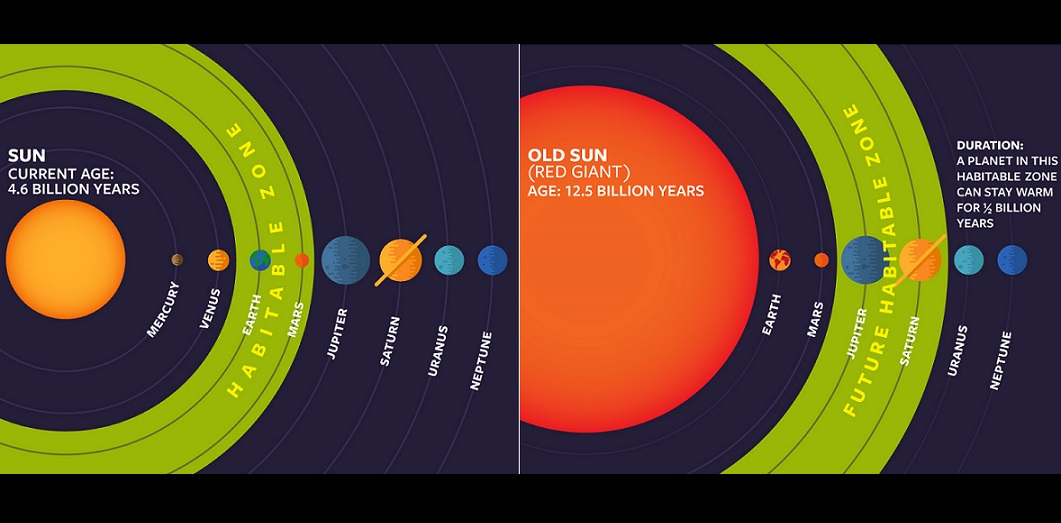 SUN
CURRENT AGE:
4.6 BILLION YEARS
MERCURY
VENUS
EARTH
HABITABLE ZONE
MARS
JUPITER
SATURN
URANUS
NEPTUNE
OLD SUN
(RED GIANT)
AGE: 12.5 BILLION YEARS
EARTH
MARS
JUPITER
FUTURE HABITABLE ZONE
SATURN
URANUS
NEPTUNE
DURATION:
A PLANET IN THIS
HABITABLE ZONE
CAN STAY WARM
FOR ½ BILLION
YEARS